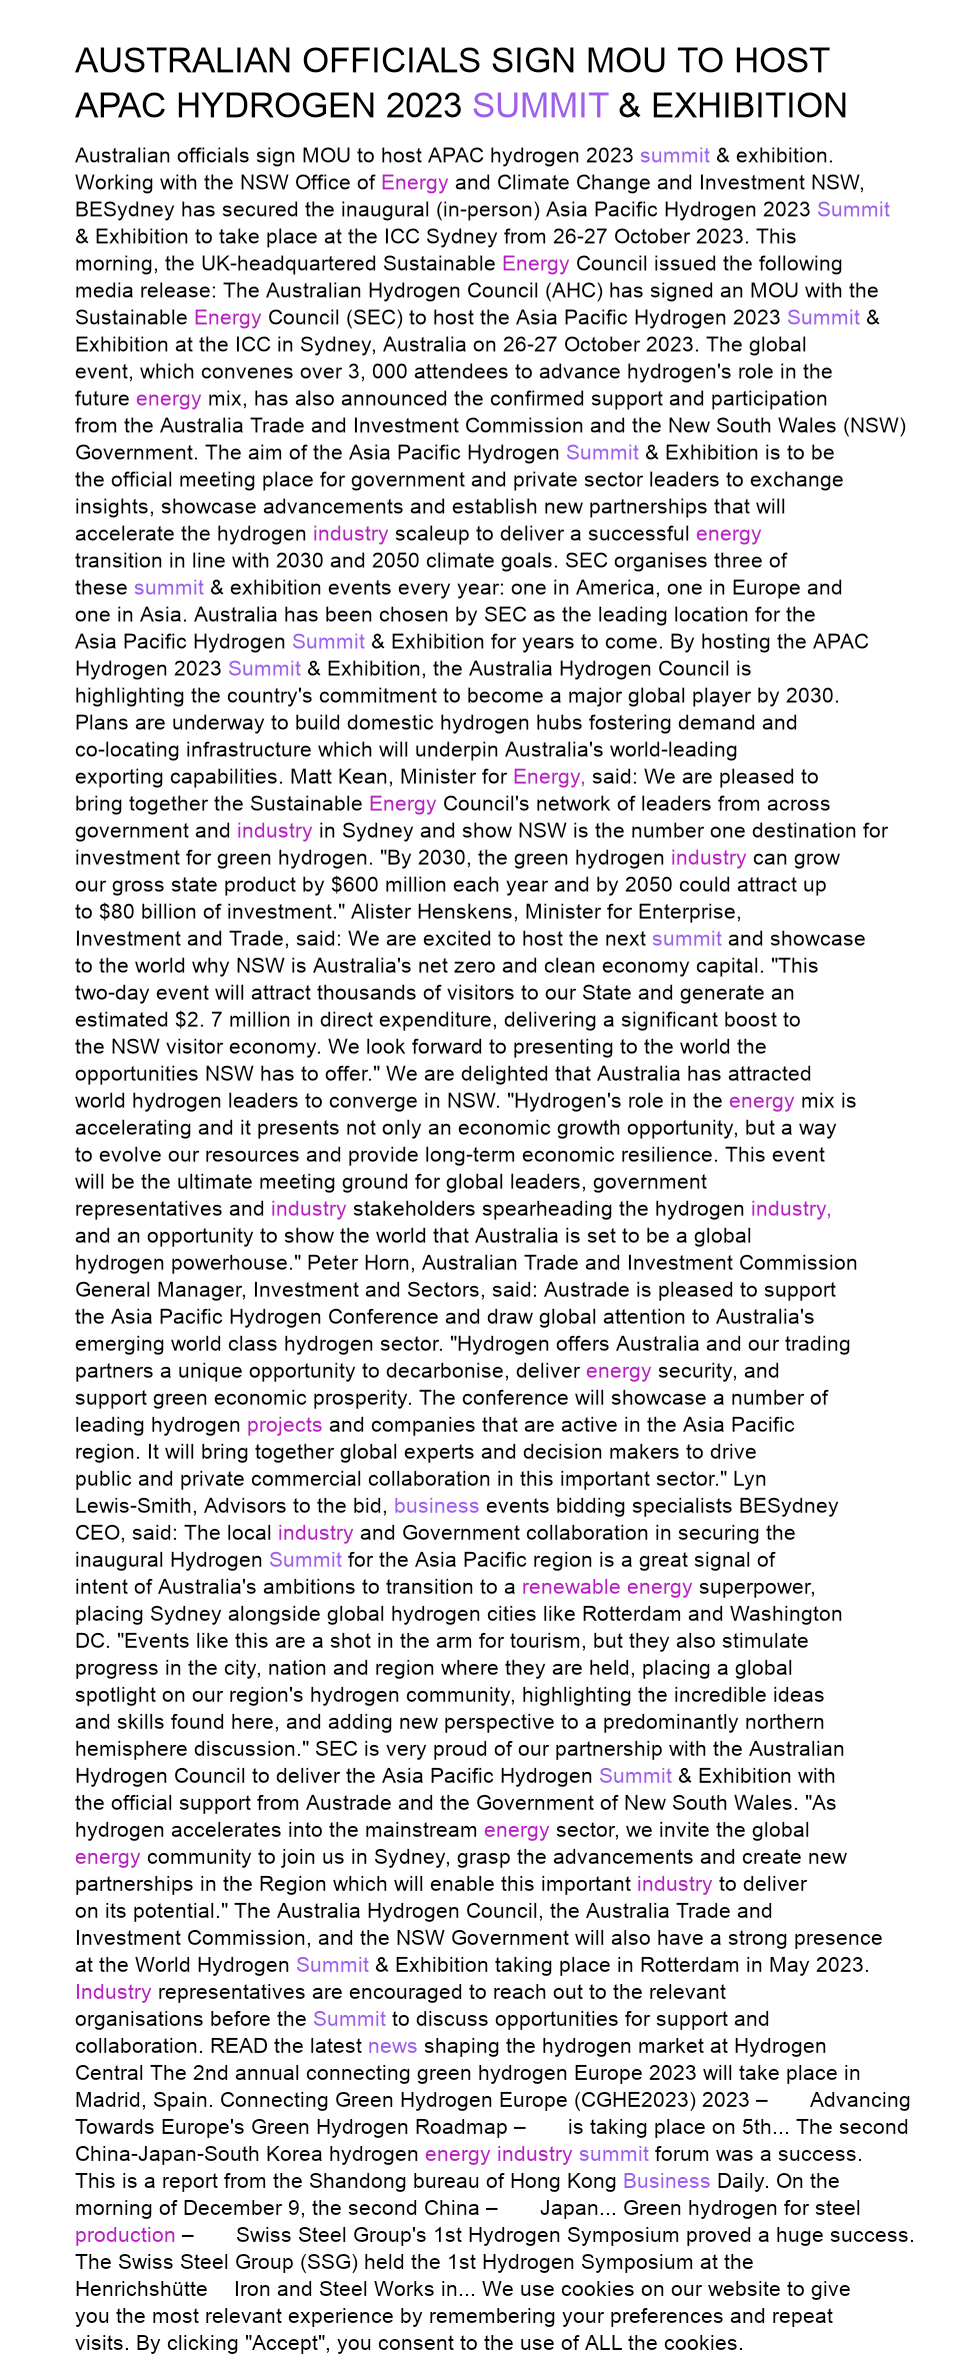 AUSTRALIAN OFFICIALS SIGN MOU TO HOST
APAC HYDROGEN 2023 SUMMIT & EXHIBITION
Australian officials sign MOU to host APAC hydrogen 2023 summit & exhibition.
Working with the NSW Office of Energy and Climate Change and Investment NSW,
BESydney has secured the inaugural (in-person) Asia Pacific Hydrogen 2023 Summit
& Exhibition to take place at the ICC Sydney from 26-27 October 2023. This
morning, the UK-headquartered Sustainable Energy Council issued the following
media release: The Australian Hydrogen Council (AHC) has signed an MOU with the
Sustainable Energy Council (SEC) to host the Asia Pacific Hydrogen 2023 Summit &
Exhibition at the ICC in Sydney, Australia on 26-27 October 2023. The global
event, which convenes over 3, 000 attendees to advance hydrogen's role in the
future energy mix, has also announced the confirmed support and participation
from the Australia Trade and Investment Commission and the New South Wales (NSW)
Government. The aim of the Asia Pacific Hydrogen Summit & Exhibition is to be
the official meeting place for government and private sector leaders to exchange
insights, showcase advancements and establish new partnerships that will
accelerate the hydrogen industry scaleup to deliver a successful energy
transition in line with 2030 and 2050 climate goals. SEC organises three of
these summit & exhibition events every year: one in America, one in Europe and
one in Asia. Australia has been chosen by SEC as the leading location for the
Asia Pacific Hydrogen Summit & Exhibition for years to come. By hosting the APAC
Hydrogen 2023 Summit & Exhibition, the Australia Hydrogen Council is
highlighting the country's commitment to become a major global player by 2030.
Plans are underway to build domestic hydrogen hubs fostering demand and
co-locating infrastructure which will underpin Australia's world-leading
exporting capabilities. Matt Kean, Minister for Energy, said: We are pleased to
bring together the Sustainable Energy Council's network of leaders from across
government and industry in Sydney and show NSW is the number one destination for
investment for green hydrogen. "By 2030, the green hydrogen industry can grow
our gross state product by $600 million each year and by 2050 could attract up
to $80 billion of investment." Alister Henskens, Minister for Enterprise,
Investment and Trade, said: We are excited to host the next summit and showcase
to the world why NSW is Australia's net zero and clean economy capital. "This
two-day event will attract thousands of visitors to our State and generate an
estimated $2. 7 million in direct expenditure, delivering a significant boost to
the NSW visitor economy. We look forward to presenting to the world the
opportunities NSW has to offer." We are delighted that Australia has attracted
world hydrogen leaders to converge in NSW. "Hydrogen's role in the energy mix is
accelerating and it presents not only an economic growth opportunity, but a way
to evolve our resources and provide long-term economic resilience. This event
will be the ultimate meeting ground for global leaders, government
representatives and industry stakeholders spearheading the hydrogen industry,
and an opportunity to show the world that Australia is set to be a global
hydrogen powerhouse." Peter Horn, Australian Trade and Investment Commission
General Manager, Investment and Sectors, said: Austrade is pleased to support
the Asia Pacific Hydrogen Conference and draw global attention to Australia's
emerging world class hydrogen sector. "Hydrogen offers Australia and our trading
partners a unique opportunity to decarbonise, deliver energy security, and
support green economic prosperity. The conference will showcase a number of
leading hydrogen projects and companies that are active in the Asia Pacific
region. It will bring together global experts and decision makers to drive
public and private commercial collaboration in this important sector." Lyn
Lewis-Smith, Advisors to the bid, business events bidding specialists BESydney
CEO, said: The local industry and Government collaboration in securing the
inaugural Hydrogen Summit for the Asia Pacific region is a great signal of
intent of Australia's ambitions to transition to a renewable energy superpower,
placing Sydney alongside global hydrogen cities like Rotterdam and Washington
DC. "Events like this are a shot in the arm for tourism, but they also stimulate
progress in the city, nation and region where they are held, placing a global
spotlight on our region's hydrogen community, highlighting the incredible ideas
and skills found here, and adding new perspective to a predominantly northern
hemisphere discussion." SEC is very proud of our partnership with the Australian
Hydrogen Council to deliver the Asia Pacific Hydrogen Summit & Exhibition with
the official support from Austrade and the Government of New South Wales. "As
hydrogen accelerates into the mainstream energy sector, we invite the global
energy community to join us in Sydney, grasp the advancements and create new
partnerships in the Region which will enable this important industry to deliver
on its potential." The Australia Hydrogen Council, the Australia Trade and
Investment Commission, and the NSW Government will also have a strong presence
at the World Hydrogen Summit & Exhibition taking place in Rotterdam in May 2023.
Industry representatives are encouraged to reach out to the relevant
organisations before the Summit to discuss opportunities for support and
collaboration. READ the latest news shaping the hydrogen market at Hydrogen
Central The 2nd annual connecting green hydrogen Europe 2023 will take place in
Madrid, Spain. Connecting Green Hydrogen Europe (CGHE2023) 2023 – Advancing
Towards Europe's Green Hydrogen Roadmap – is taking place on 5th... The second
China-Japan-South Korea hydrogen energy industry summit forum was a success.
This is a report from the Shandong bureau of Hong Kong Business Daily. On the
morning of December 9, the second China – Japan... Green hydrogen for steel
production – Swiss Steel Group's 1st Hydrogen Symposium proved a huge success.
The Swiss Steel Group (SSG) held the 1st Hydrogen Symposium at the
Henrichshütte Iron and Steel Works in... We use cookies on our website to give
you the most relevant experience by remembering your preferences and repeat
visits. By clicking "Accept", you consent to the use of ALL the cookies.